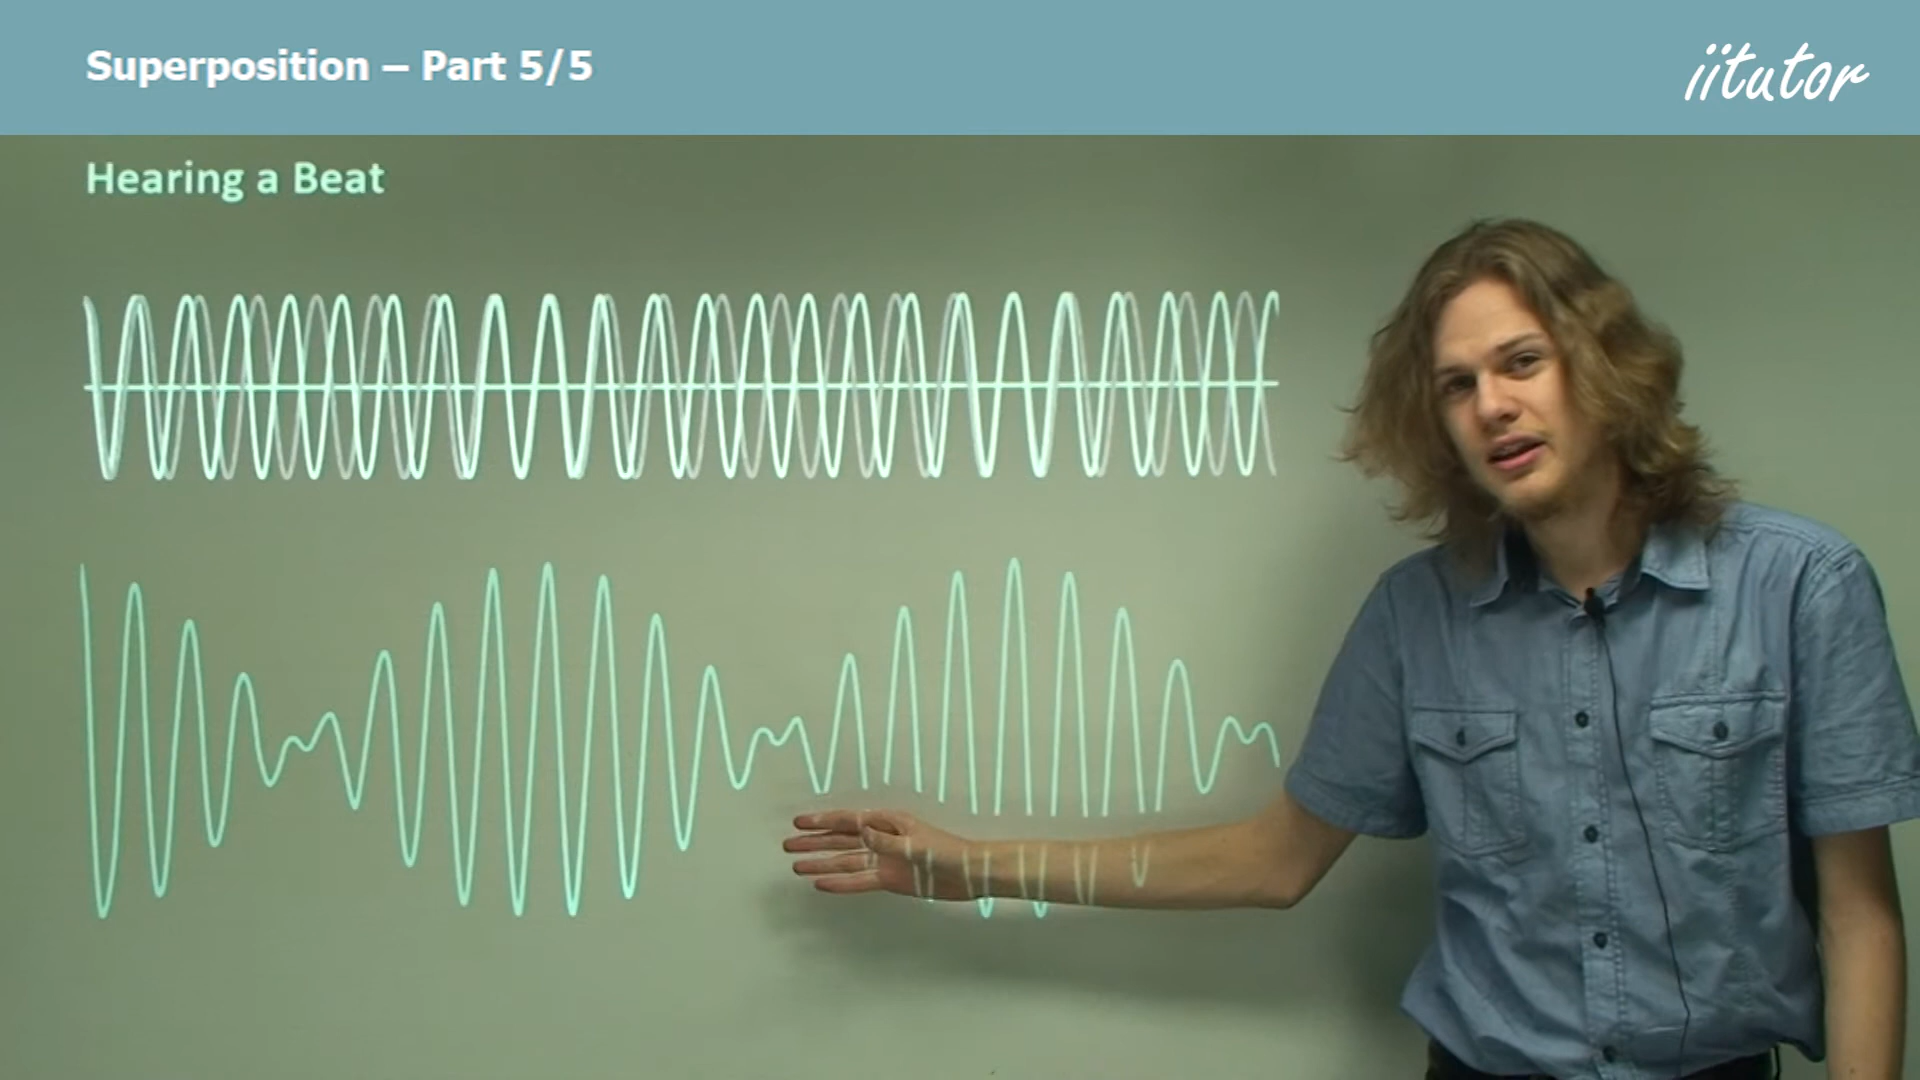 Superposition – Part 5/5
iitutor
Hearing a Beat